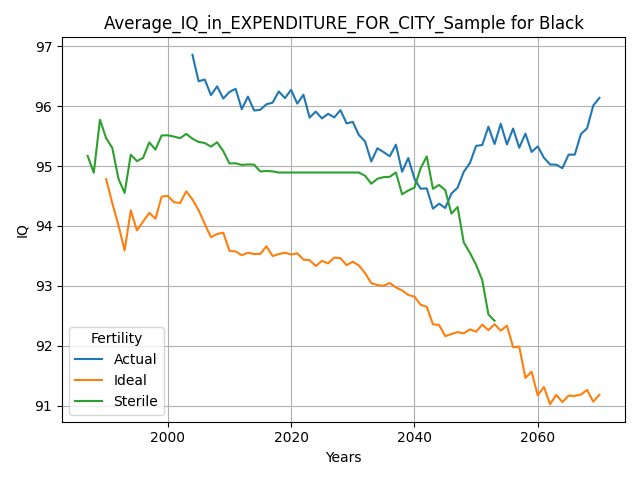 Average_IQ_in_EXPENDITURE_FOR_CITY_Sample for Black
97
96
95
94
93
92
91
IQ
Fertility
Actual
Ideal
Sterile
2000 2020 2040 2060
Years